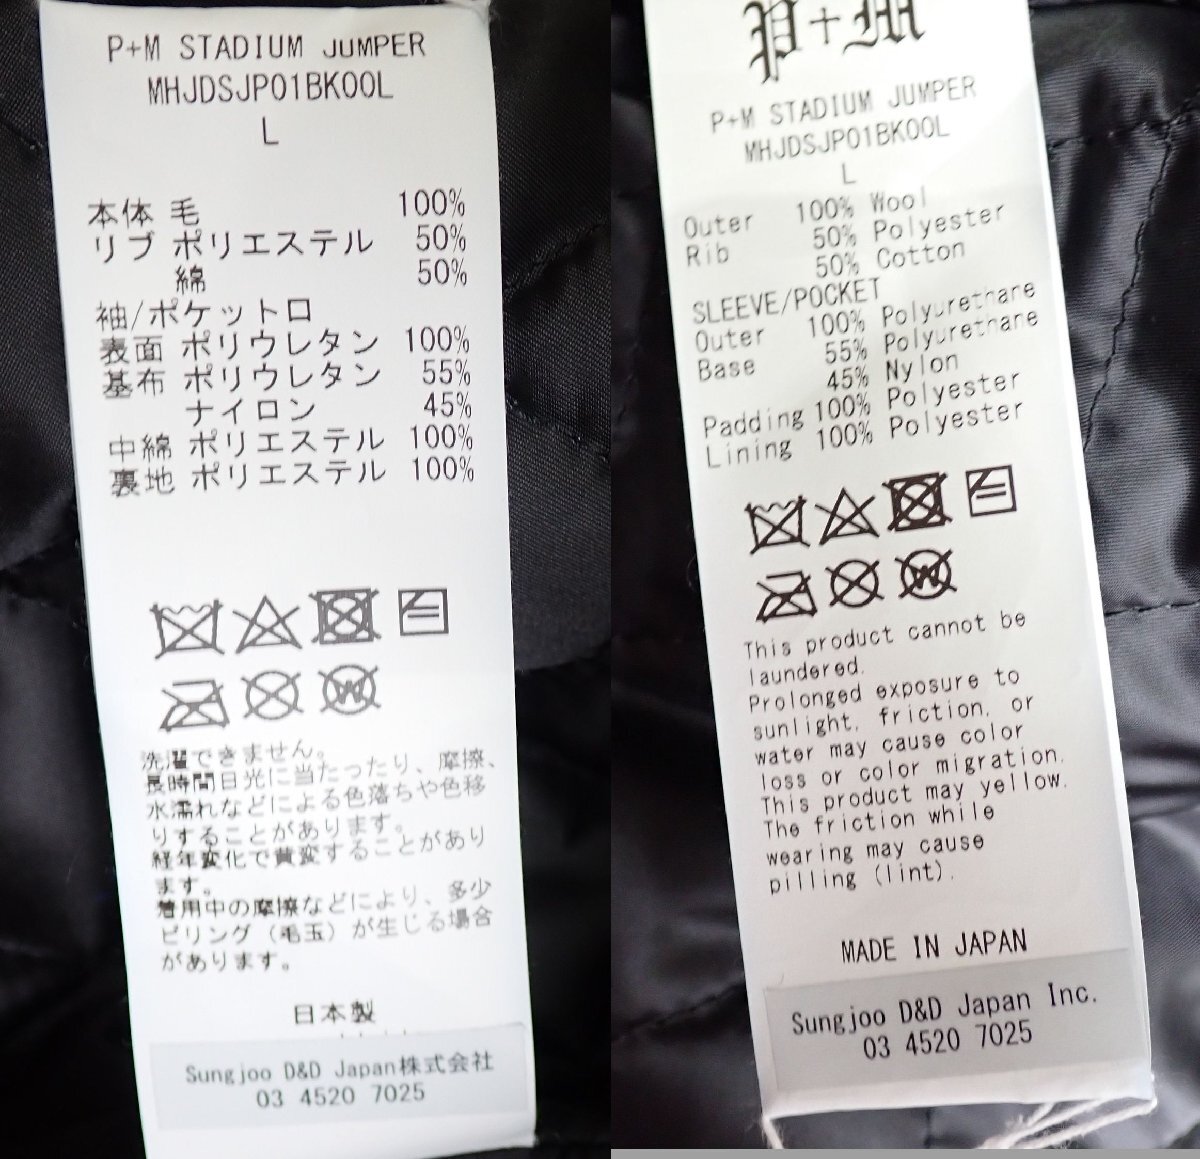 P+M STADIUM JUMPER
MHJDSJP01BK00L
L
本体 毛 100%
リブ ポリエステル 50%
綿 50%
袖/ポケット口
表面 ポリウレタン 100%
基布 ポリウレタン 55%
ナイロン 45%
中綿 ポリエステル 100%
裏地 ポリエステル 100%
洗濯できません。
長時間日光に当たったり、摩擦、
水濡れなどによる色落ちや色移
りすることがあります。
経年変化で黄変することがあり
ます。
着用中の摩擦などにより、多少
ピリング（毛玉）が生じる場合
があります。
日本製
Sungjoo D&D Japan株式会社
03 4520 7025
P+M
P+M STADIUM JUMPER
MHJDSJP01BK00L
L
Outer 100% Wool
Rib 50% Polyester
50% Cotton
SLEEVE/POCKET
Outer 100% Polyurethane
Base 55% Polyurethane
45% Nylon
Padding 100% Polyester
Lining 100% Polyester
This product cannot be
laundered.
Prolonged exposure to
sunlight, friction, or
water may cause color
loss or color migration.
This product may yellow.
The friction while
wearing may cause
pilling (lint).
MADE IN JAPAN
Sungjoo D&D Japan Inc.
03 4520 7025